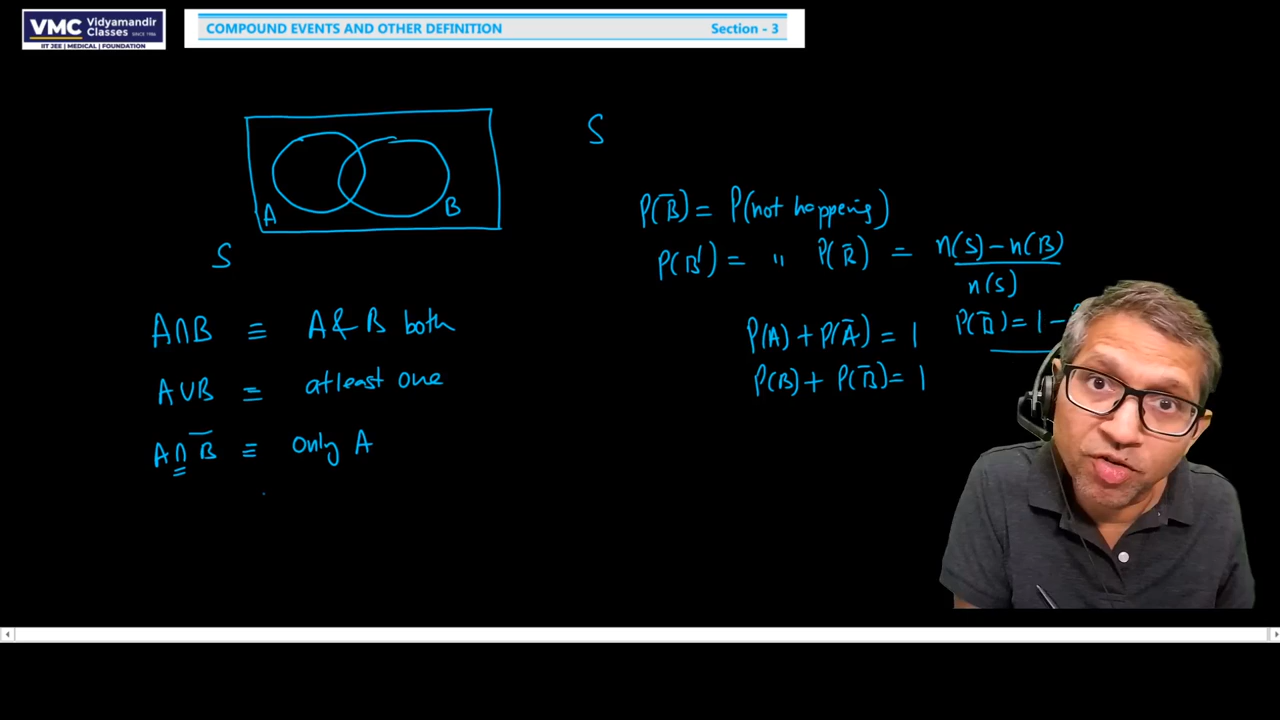 VMC Vidyamandir Classes SINCE 1986
IIT JEE | MEDICAL | FOUNDATION
COMPOUND EVENTS AND OTHER DEFINITION Section - 3
S
A B
S
P(B̅) = P(not happening)
P(B') = " P(B̅) = n(S) - n(B) / n(S)
P(A) + P(A̅) = 1 P(B̅) = 1 -
P(B) + P(B̅) = 1
A∩B ≡ A & B both
A∪B ≡ atleast one
A∩B̅ ≡ only A